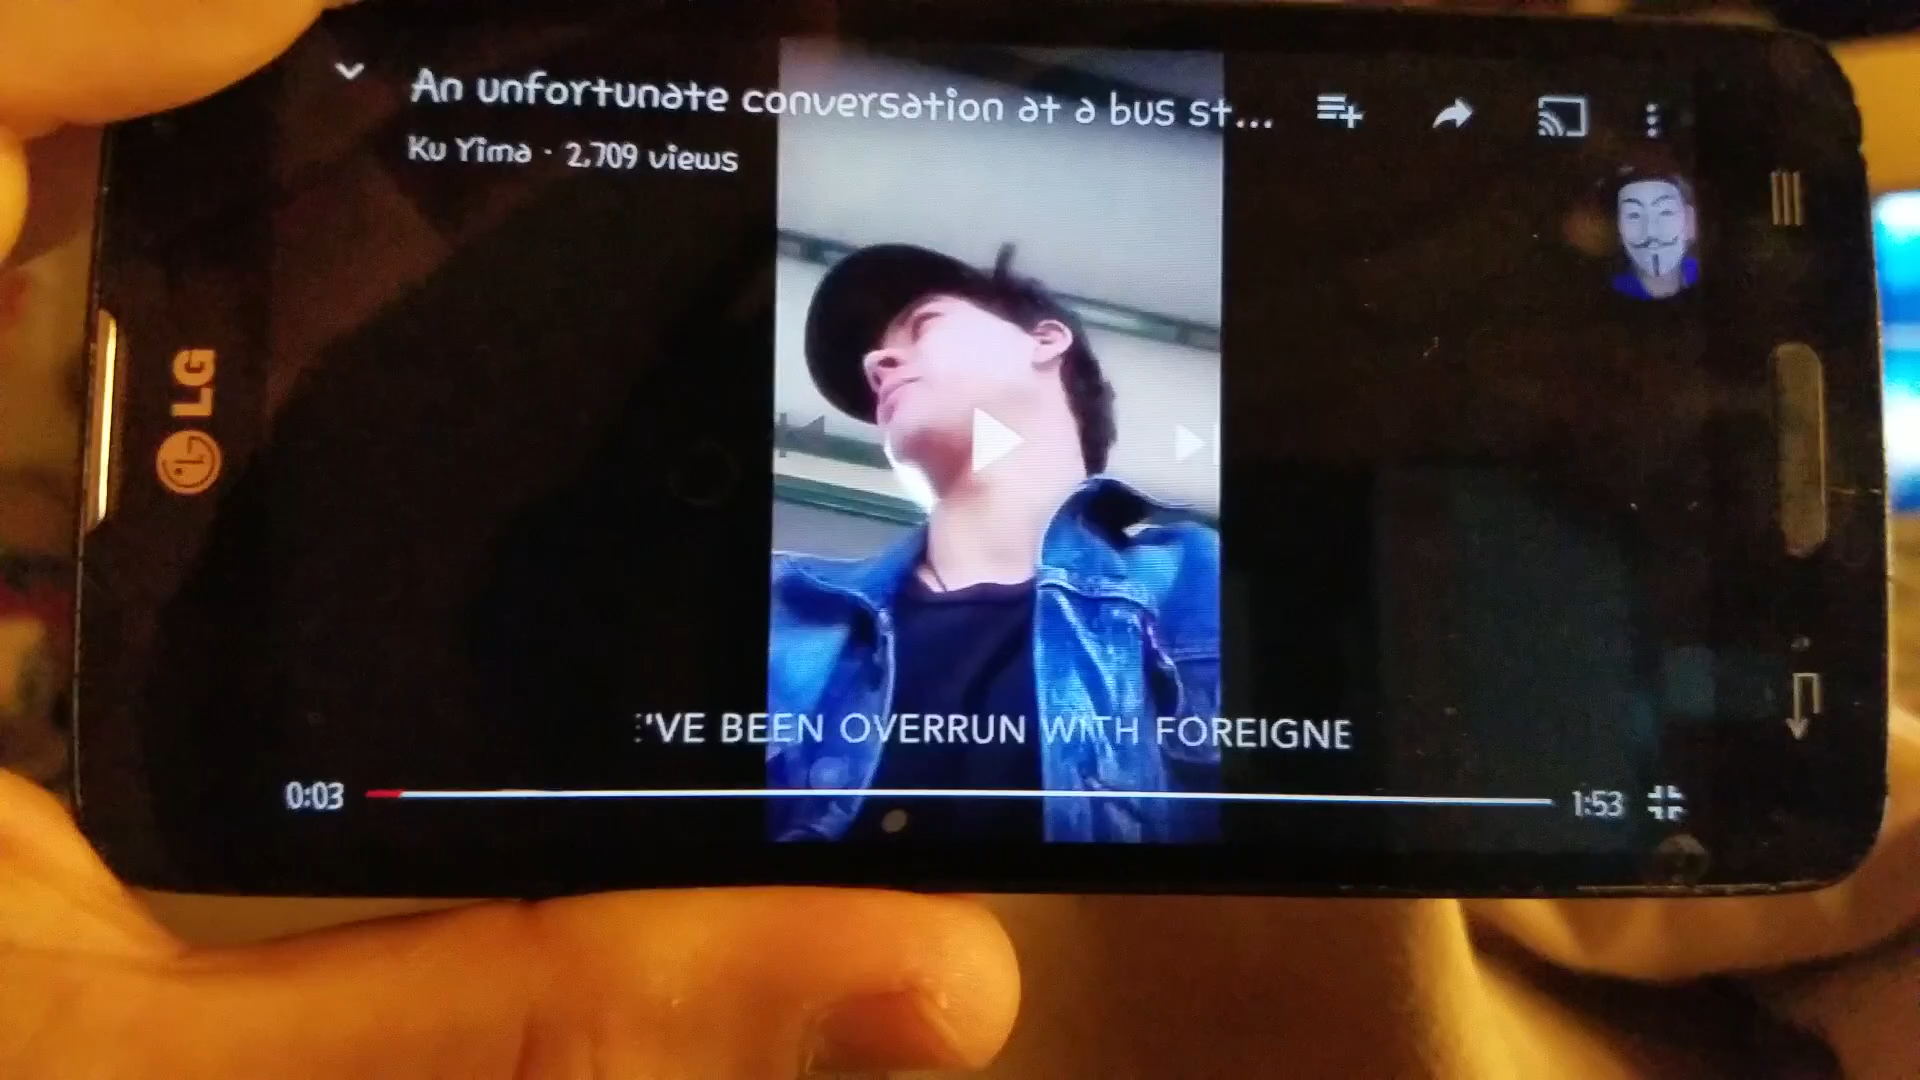 An unfortunate conversation at a bus st...
Ku Yima · 2,709 views
LG
'VE BEEN OVERRUN WITH FOREIGNE
0:03
1:53